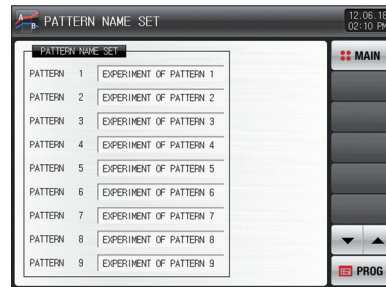 A B PATTERN NAME SET
12.06.18
02:10 PM
PATTERN NAME SET
PATTERN 1 EXPERIMENT OF PATTERN 1
PATTERN 2 EXPERIMENT OF PATTERN 2
PATTERN 3 EXPERIMENT OF PATTERN 3
PATTERN 4 EXPERIMENT OF PATTERN 4
PATTERN 5 EXPERIMENT OF PATTERN 5
PATTERN 6 EXPERIMENT OF PATTERN 6
PATTERN 7 EXPERIMENT OF PATTERN 7
PATTERN 8 EXPERIMENT OF PATTERN 8
PATTERN 9 EXPERIMENT OF PATTERN 9
MAIN
PROG